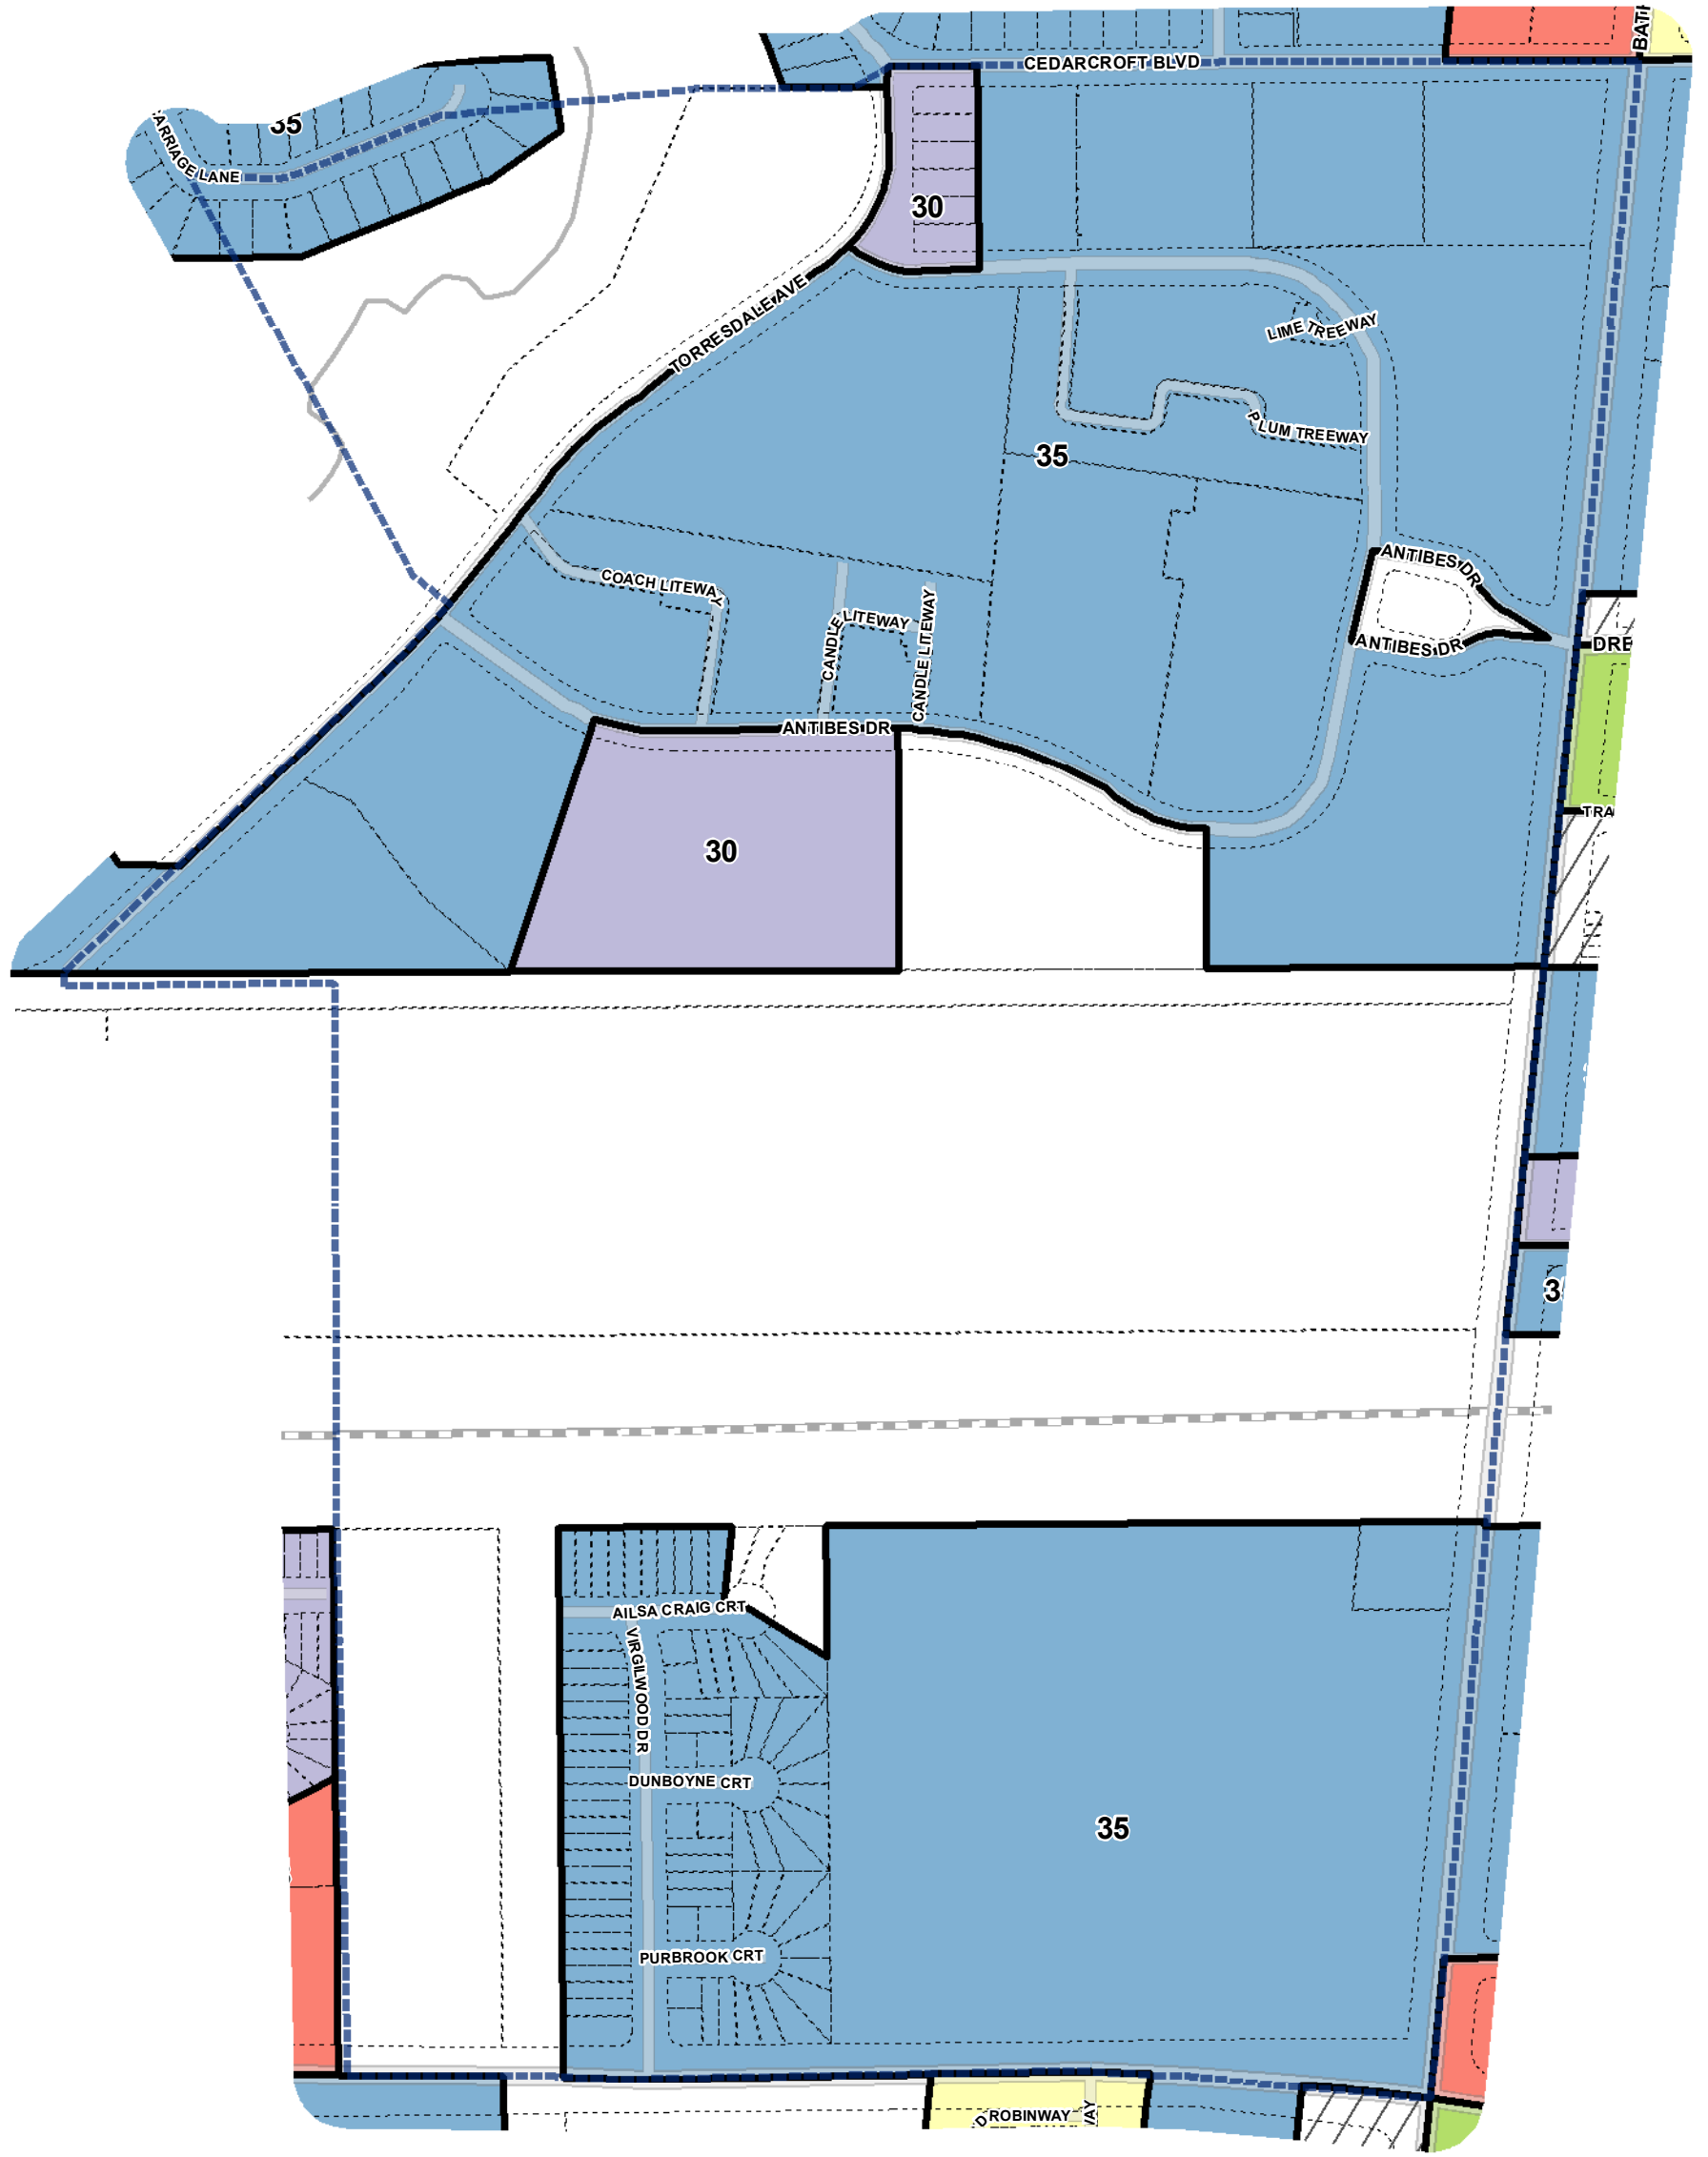 BATH
CEDARCROFT BLVD
35
ARRIAGE LANE
30
TORRESDALE AVE
LIME TREEWAY
PLUM TREEWAY
35
ANTIBES DR
COACH LITEWAY
CANDLE LITEWAY
CANDLE LITEWAY
ANTIBES DR
DRE
ANTIBES DR
TRA
30
3
AILSA CRAIG CRT
VIRGILWOOD DR
DUNBOYNE CRT
35
PURBROOK CRT
ROBINWAY